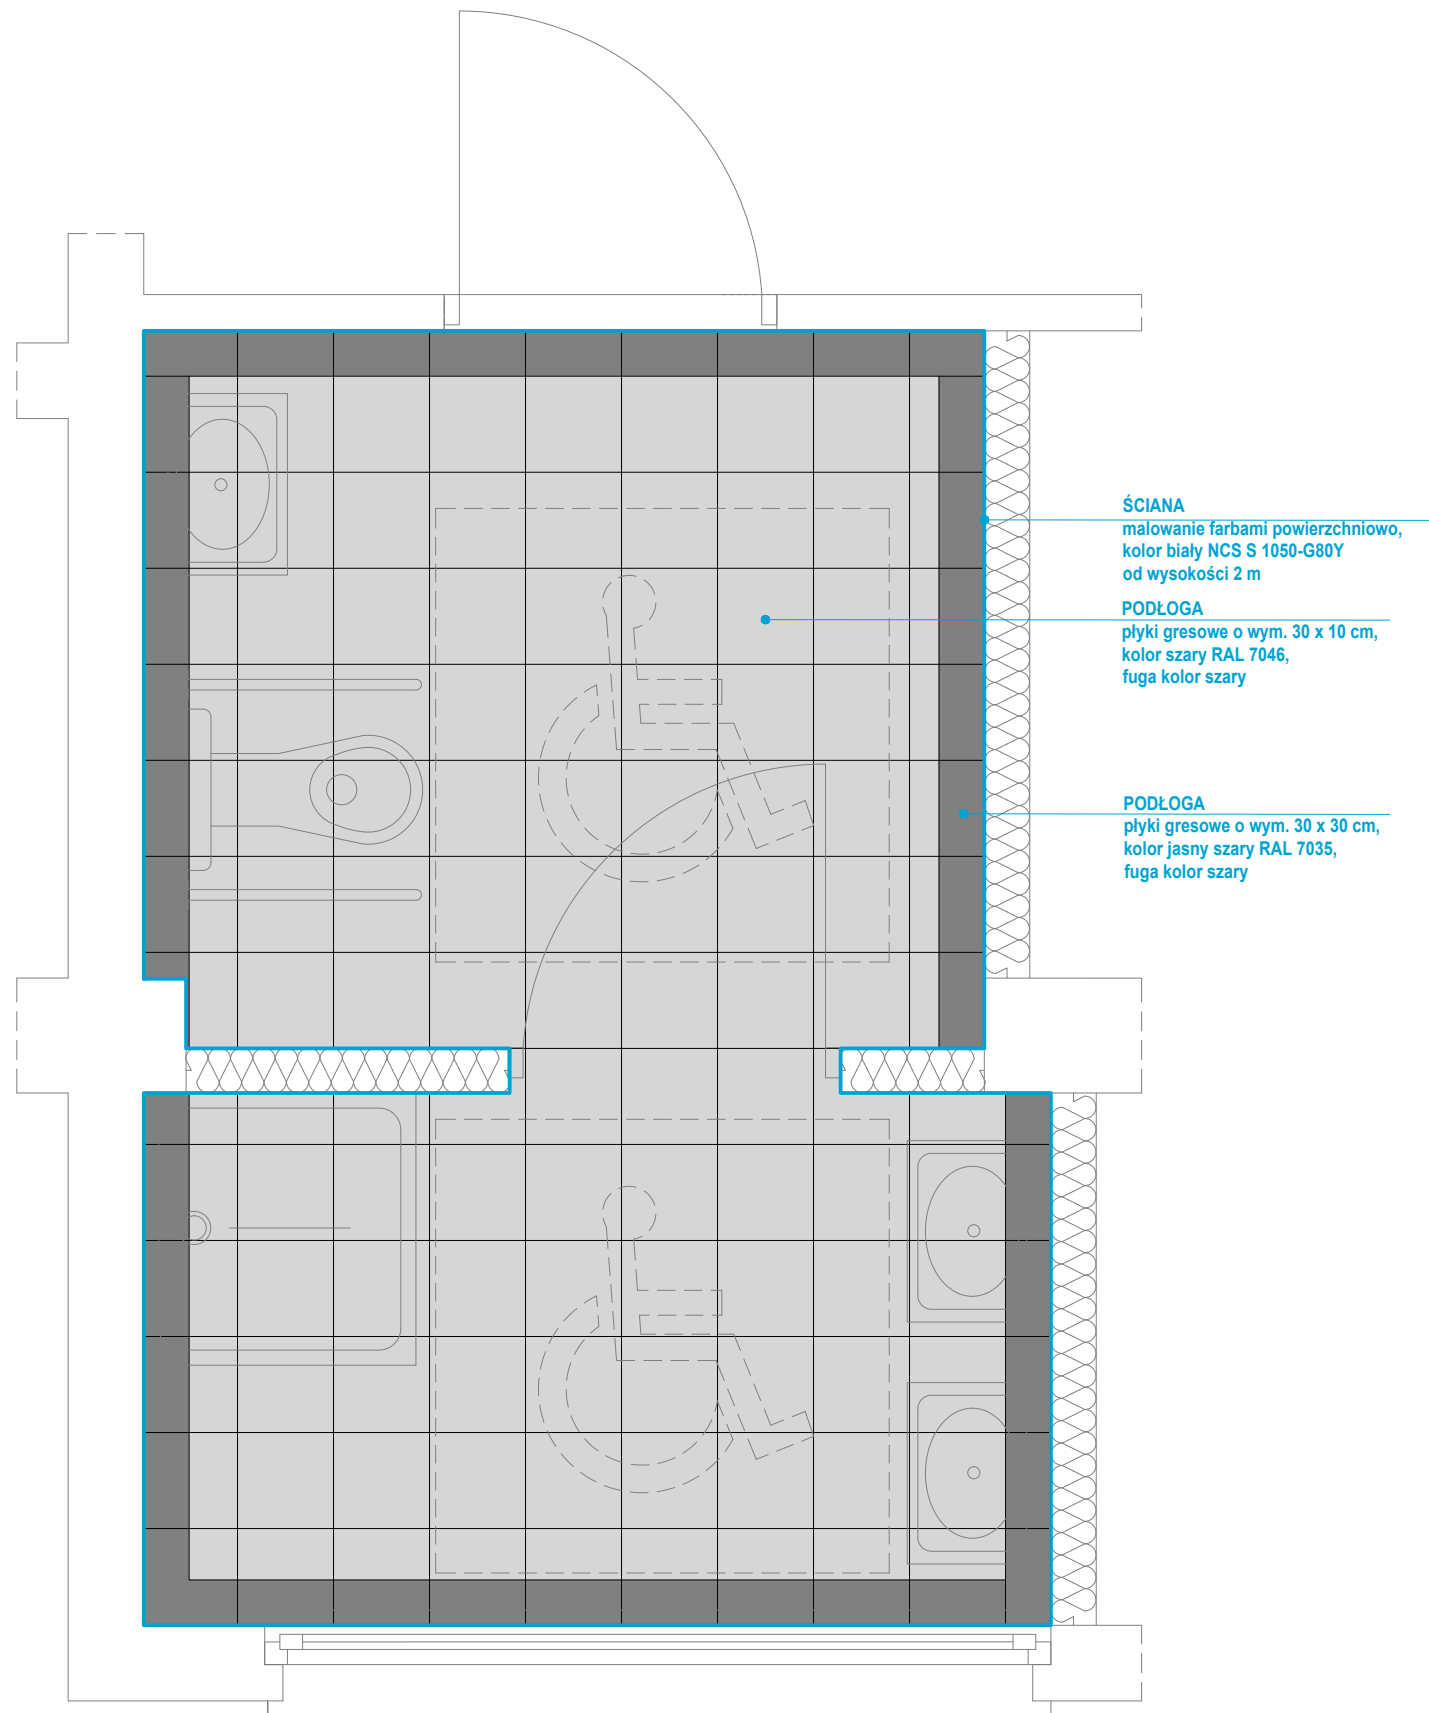 ŚCIANA
malowanie farbami powierzchniowo,
kolor biały NCS S 1050-G80Y
od wysokości 2 m
PODŁOGA
płyki gresowe o wym. 30 x 10 cm,
kolor szary RAL 7046,
fuga kolor szary
PODŁOGA
płyki gresowe o wym. 30 x 30 cm,
kolor jasny szary RAL 7035,
fuga kolor szary